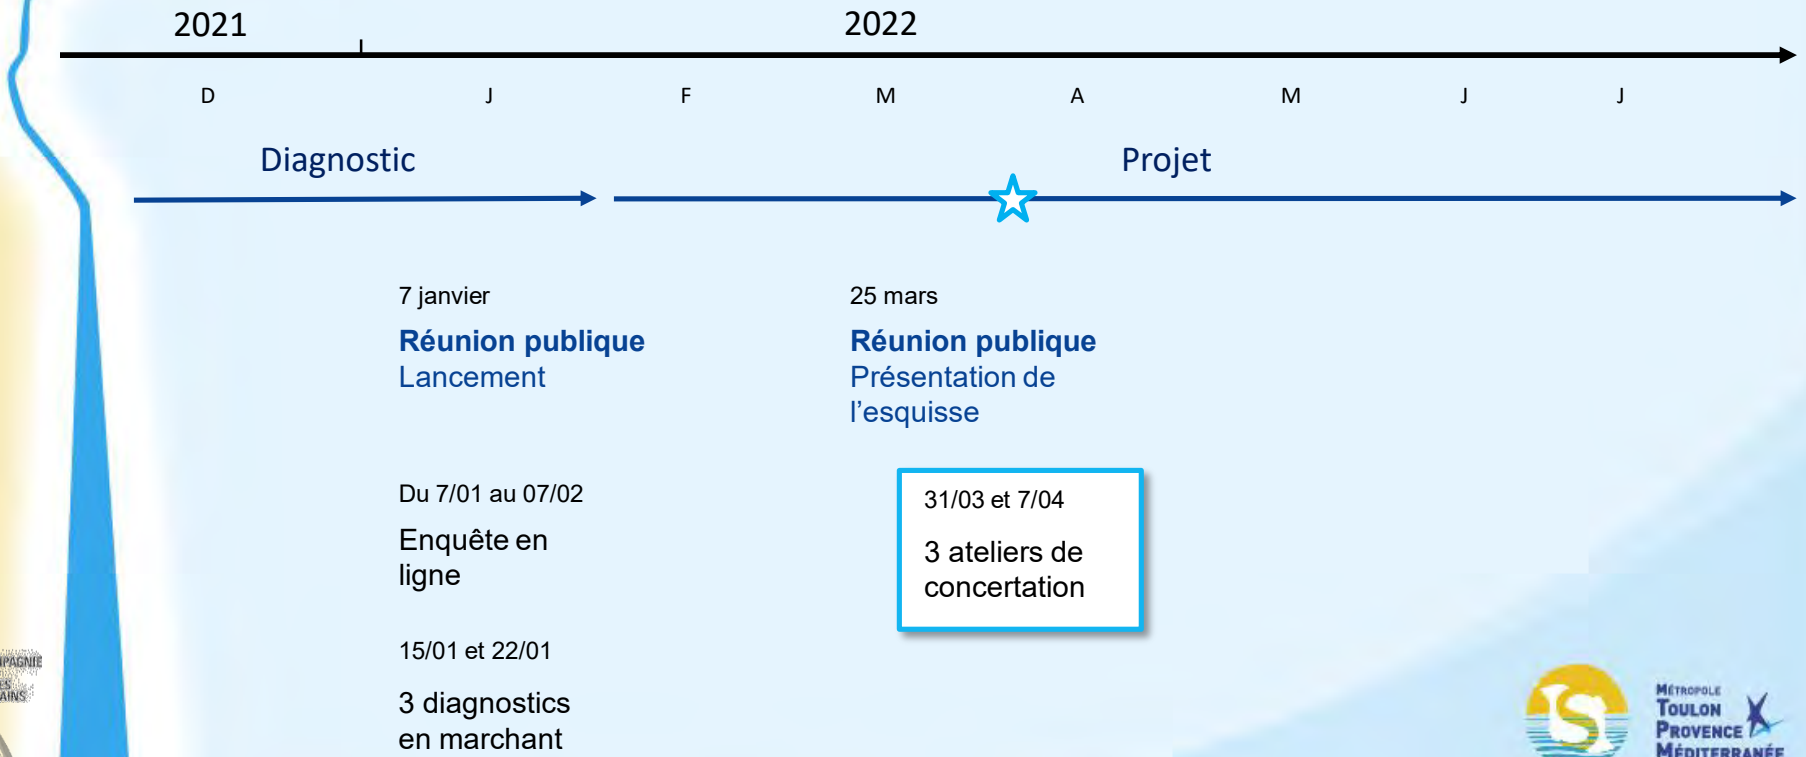 2021
2022
D
J
F
M
A
M
J
J
Diagnostic
Projet
7 janvier
Réunion publique
Lancement
25 mars
Réunion publique
Présentation de
l’esquisse
Du 7/01 au 07/02
Enquête en
ligne
31/03 et 7/04
3 ateliers de
concertation
15/01 et 22/01
3 diagnostics
en marchant
MÉTROPOLE
TOULON
PROVENCE
MÉDITERRANÉE